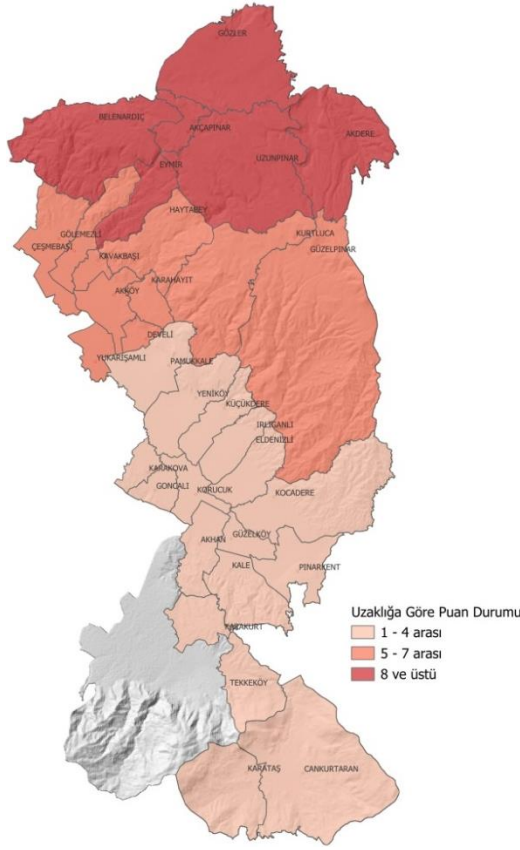 GÖZLER
BELENARDIÇ
AKÇAPINAR
AKDERE
EYMİR
UZUNPINAR
HAYTABEY
GÖLEMEZLİ
KURTLUCA
ÇEŞMEBAŞI
GÜZELPINAR
KAVAKBAŞI
KARAHAYIT
AKKÖY
DEVELİ
YUKARIŞAMLI
PAMUKKALE
YENİKÖY
KÜÇÜKDERE
IRLIGANLI
ELDENİZLİ
KARAKOVA
GONCALI
KORUCUK
KOCADERE
AKHAN
GÜZELKÖY
KALE
PINARKENT
Uzaklığa Göre Puan Durumu
1 - 4 arası
KARAKURT
5 - 7 arası
8 ve üstü
TEKKEKÖY
KARATAŞ
CANKURTARAN